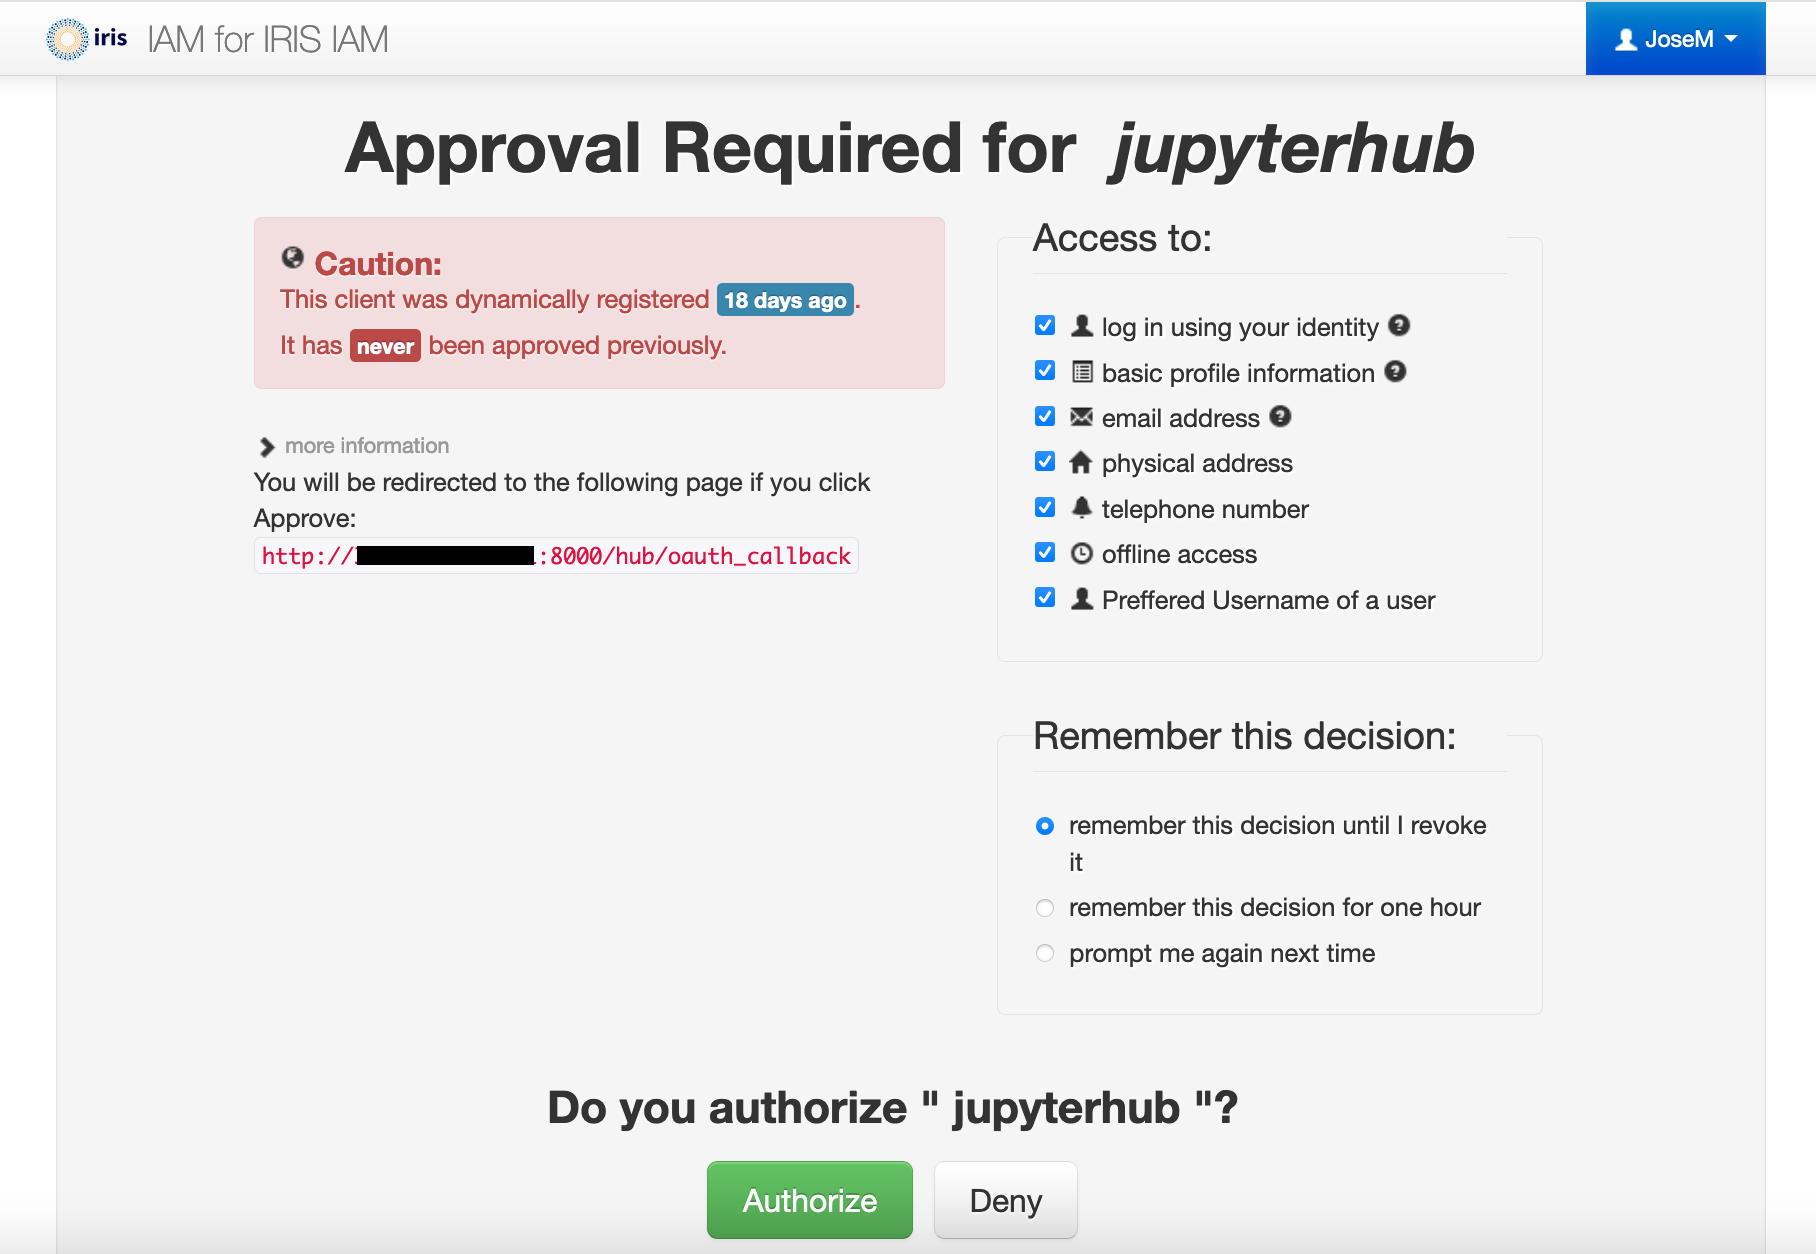 iris IAM for IRIS IAM
JoseM
Approval Required for jupyterhub
Caution:
This client was dynamically registered 18 days ago .
It has never been approved previously.
more information
You will be redirected to the following page if you click
Approve:
http:// :8000/hub/oauth_callback
Access to:
log in using your identity
basic profile information
email address
physical address
telephone number
offline access
Preffered Username of a user
Remember this decision:
remember this decision until I revoke
it
remember this decision for one hour
prompt me again next time
Do you authorize " jupyterhub "?
Authorize
Deny